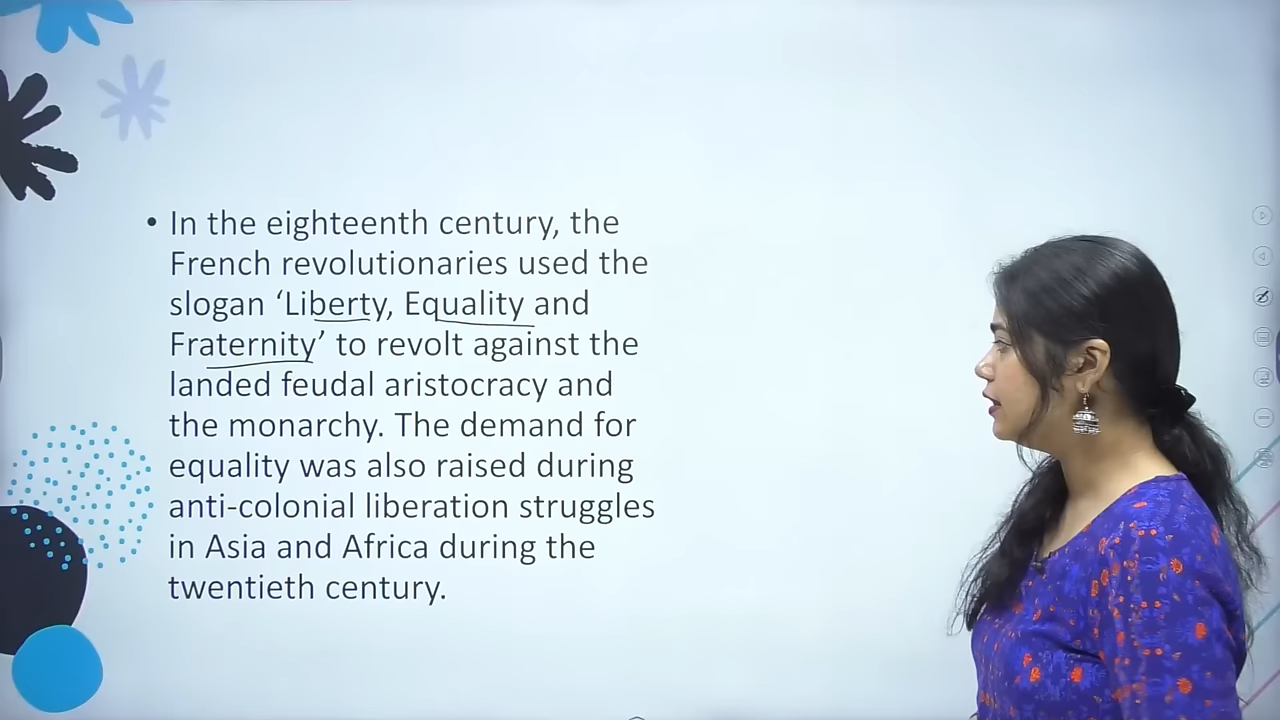 • In the eighteenth century, the
French revolutionaries used the
slogan ‘Liberty, Equality and
Fraternity’ to revolt against the
landed feudal aristocracy and
the monarchy. The demand for
equality was also raised during
anti-colonial liberation struggles
in Asia and Africa during the
twentieth century.